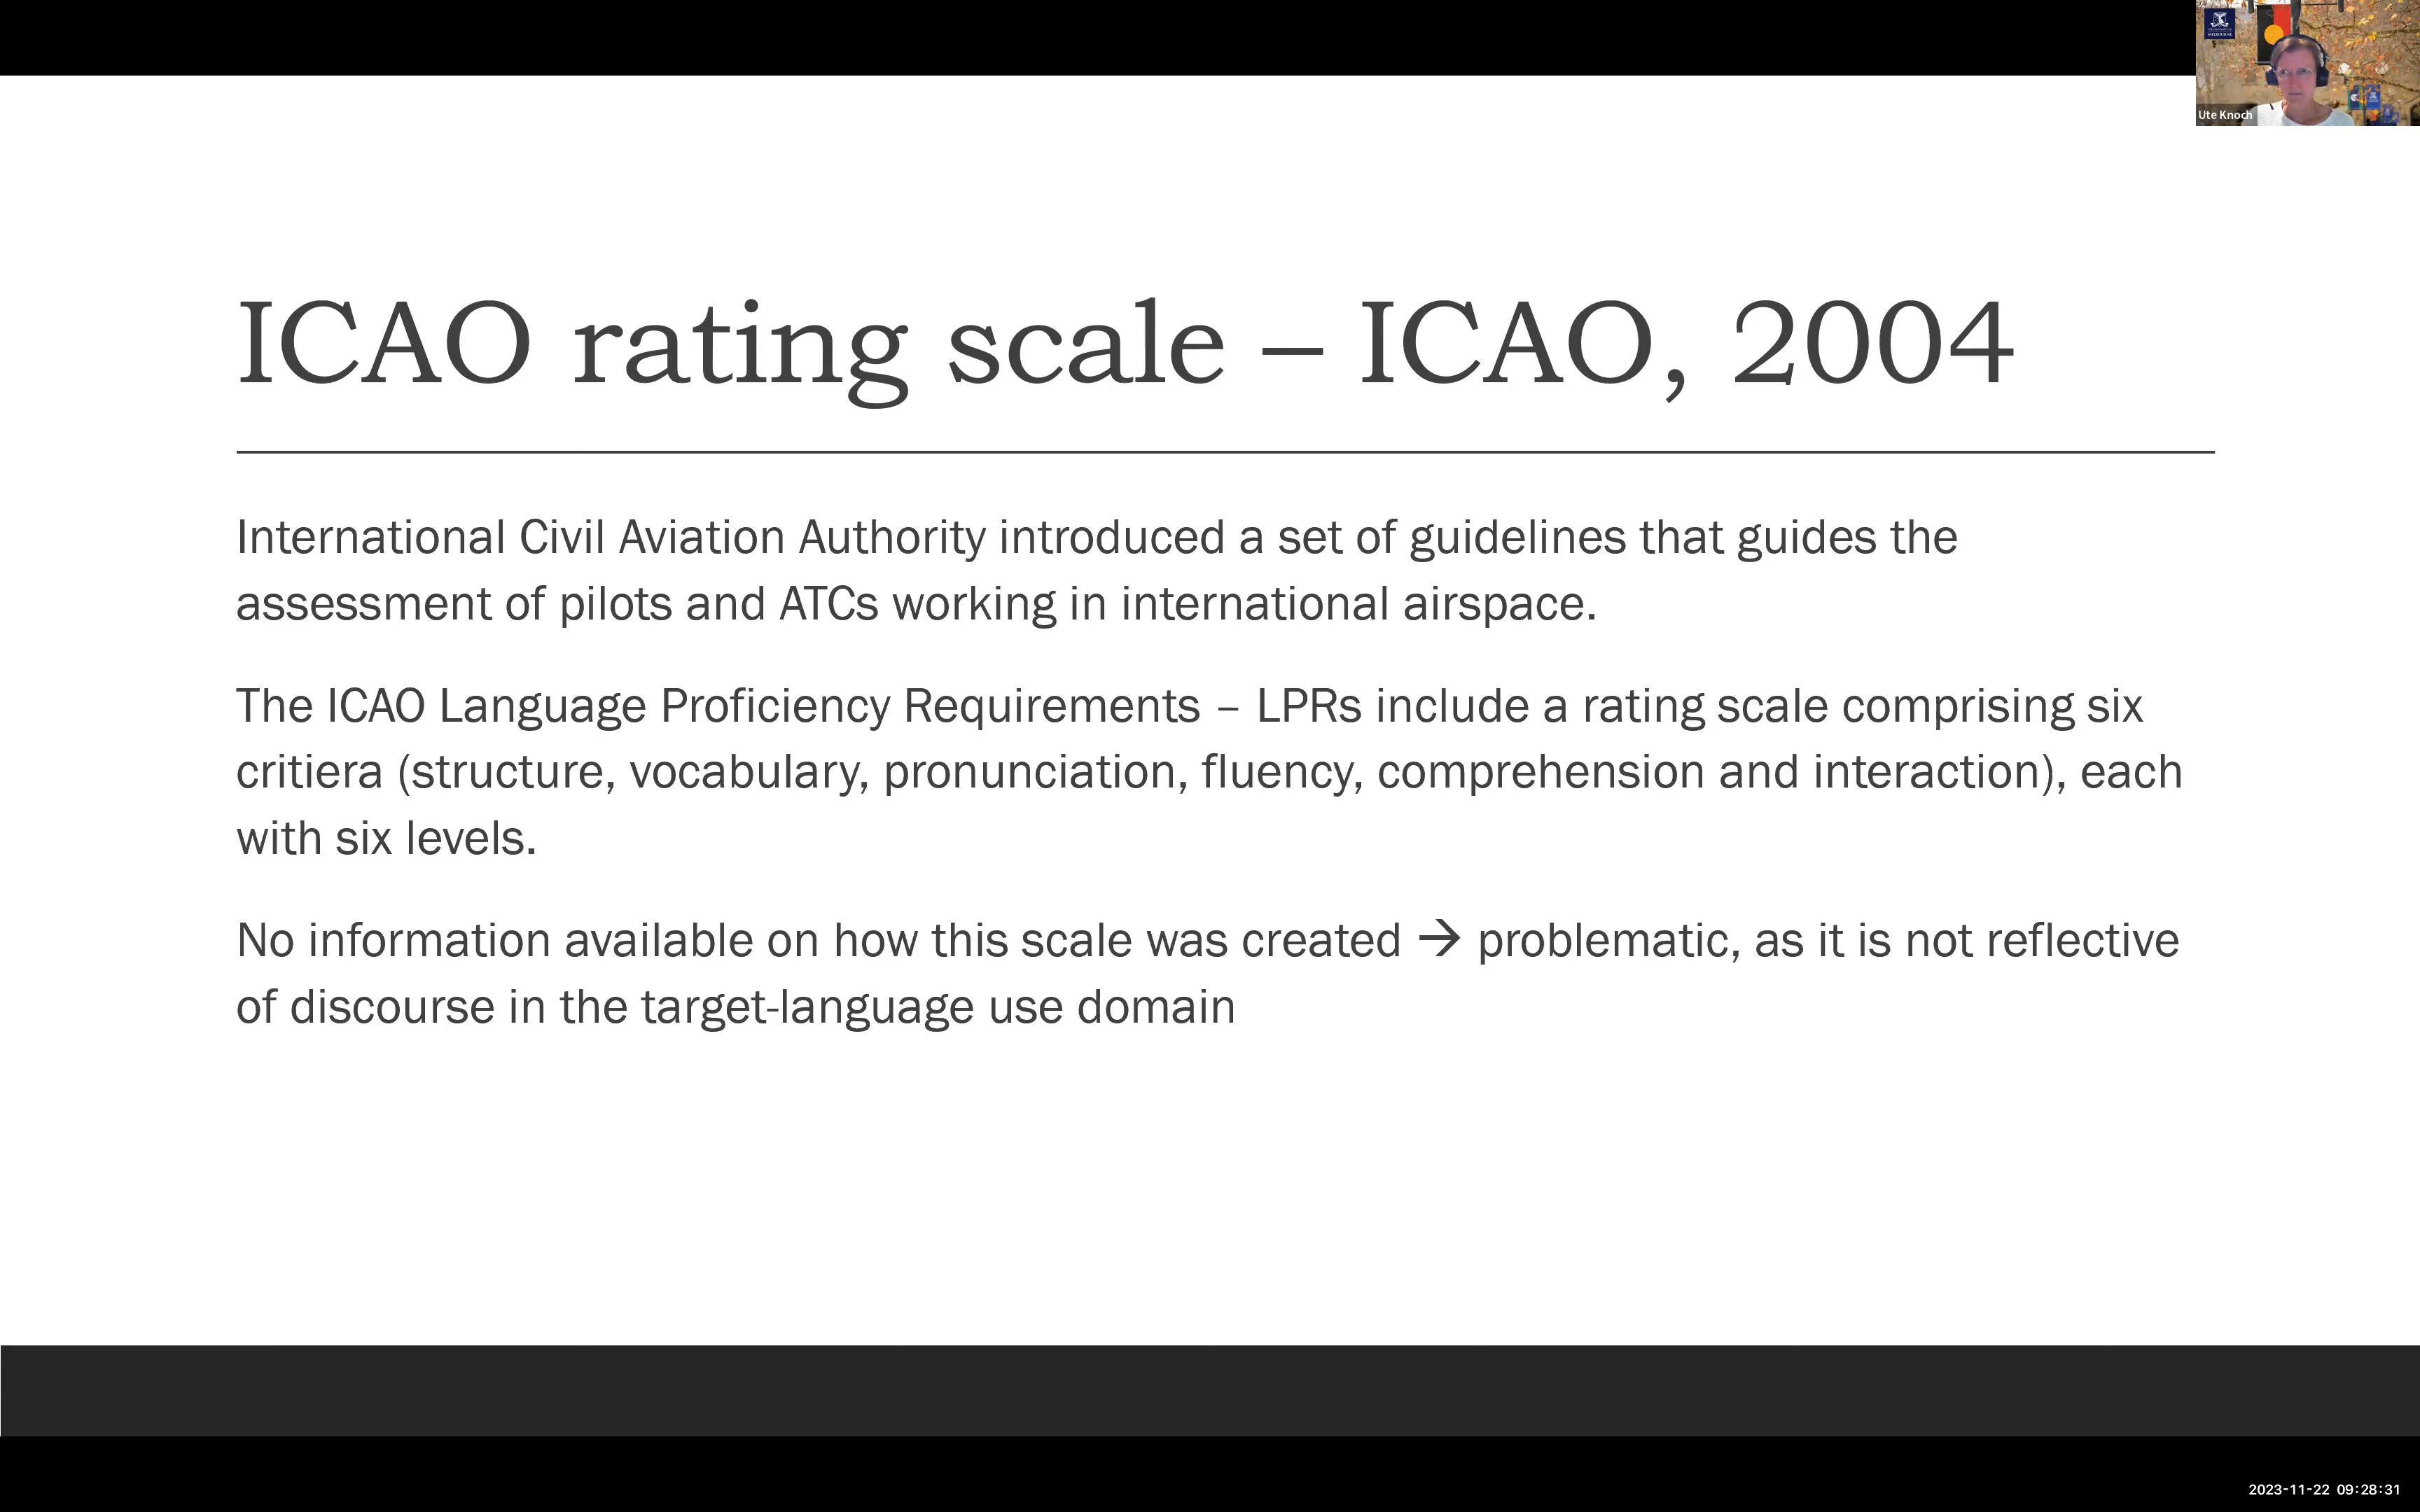 Ute Knoch
ICAO rating scale – ICAO, 2004
International Civil Aviation Authority introduced a set of guidelines that guides the
assessment of pilots and ATCs working in international airspace.
The ICAO Language Proficiency Requirements – LPRs include a rating scale comprising six
critiera (structure, vocabulary, pronunciation, fluency, comprehension and interaction), each
with six levels.
No information available on how this scale was created → problematic, as it is not reflective
of discourse in the target-language use domain
2023-11-22 09:28:31